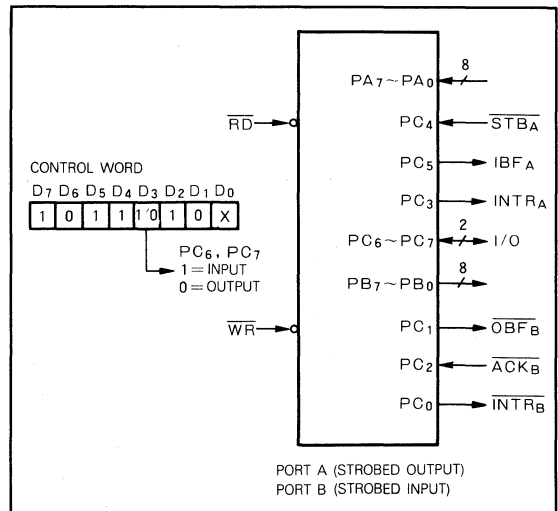 8
PA7~PA0
RD
PC4 STBA
CONTROL WORD
PC5 IBFA
D7 D6 D5 D4 D3 D2 D1 D0
PC3 INTRA
1 0 1 1 1/0 1 0 X
2
PC6~PC7 I/O
PC6, PC7
1 = INPUT
0 = OUTPUT
8
PB7~PB0
WR
PC1 OBFB
PC2 ACKB
PC0 INTRB
PORT A (STROBED OUTPUT)
PORT B (STROBED INPUT)